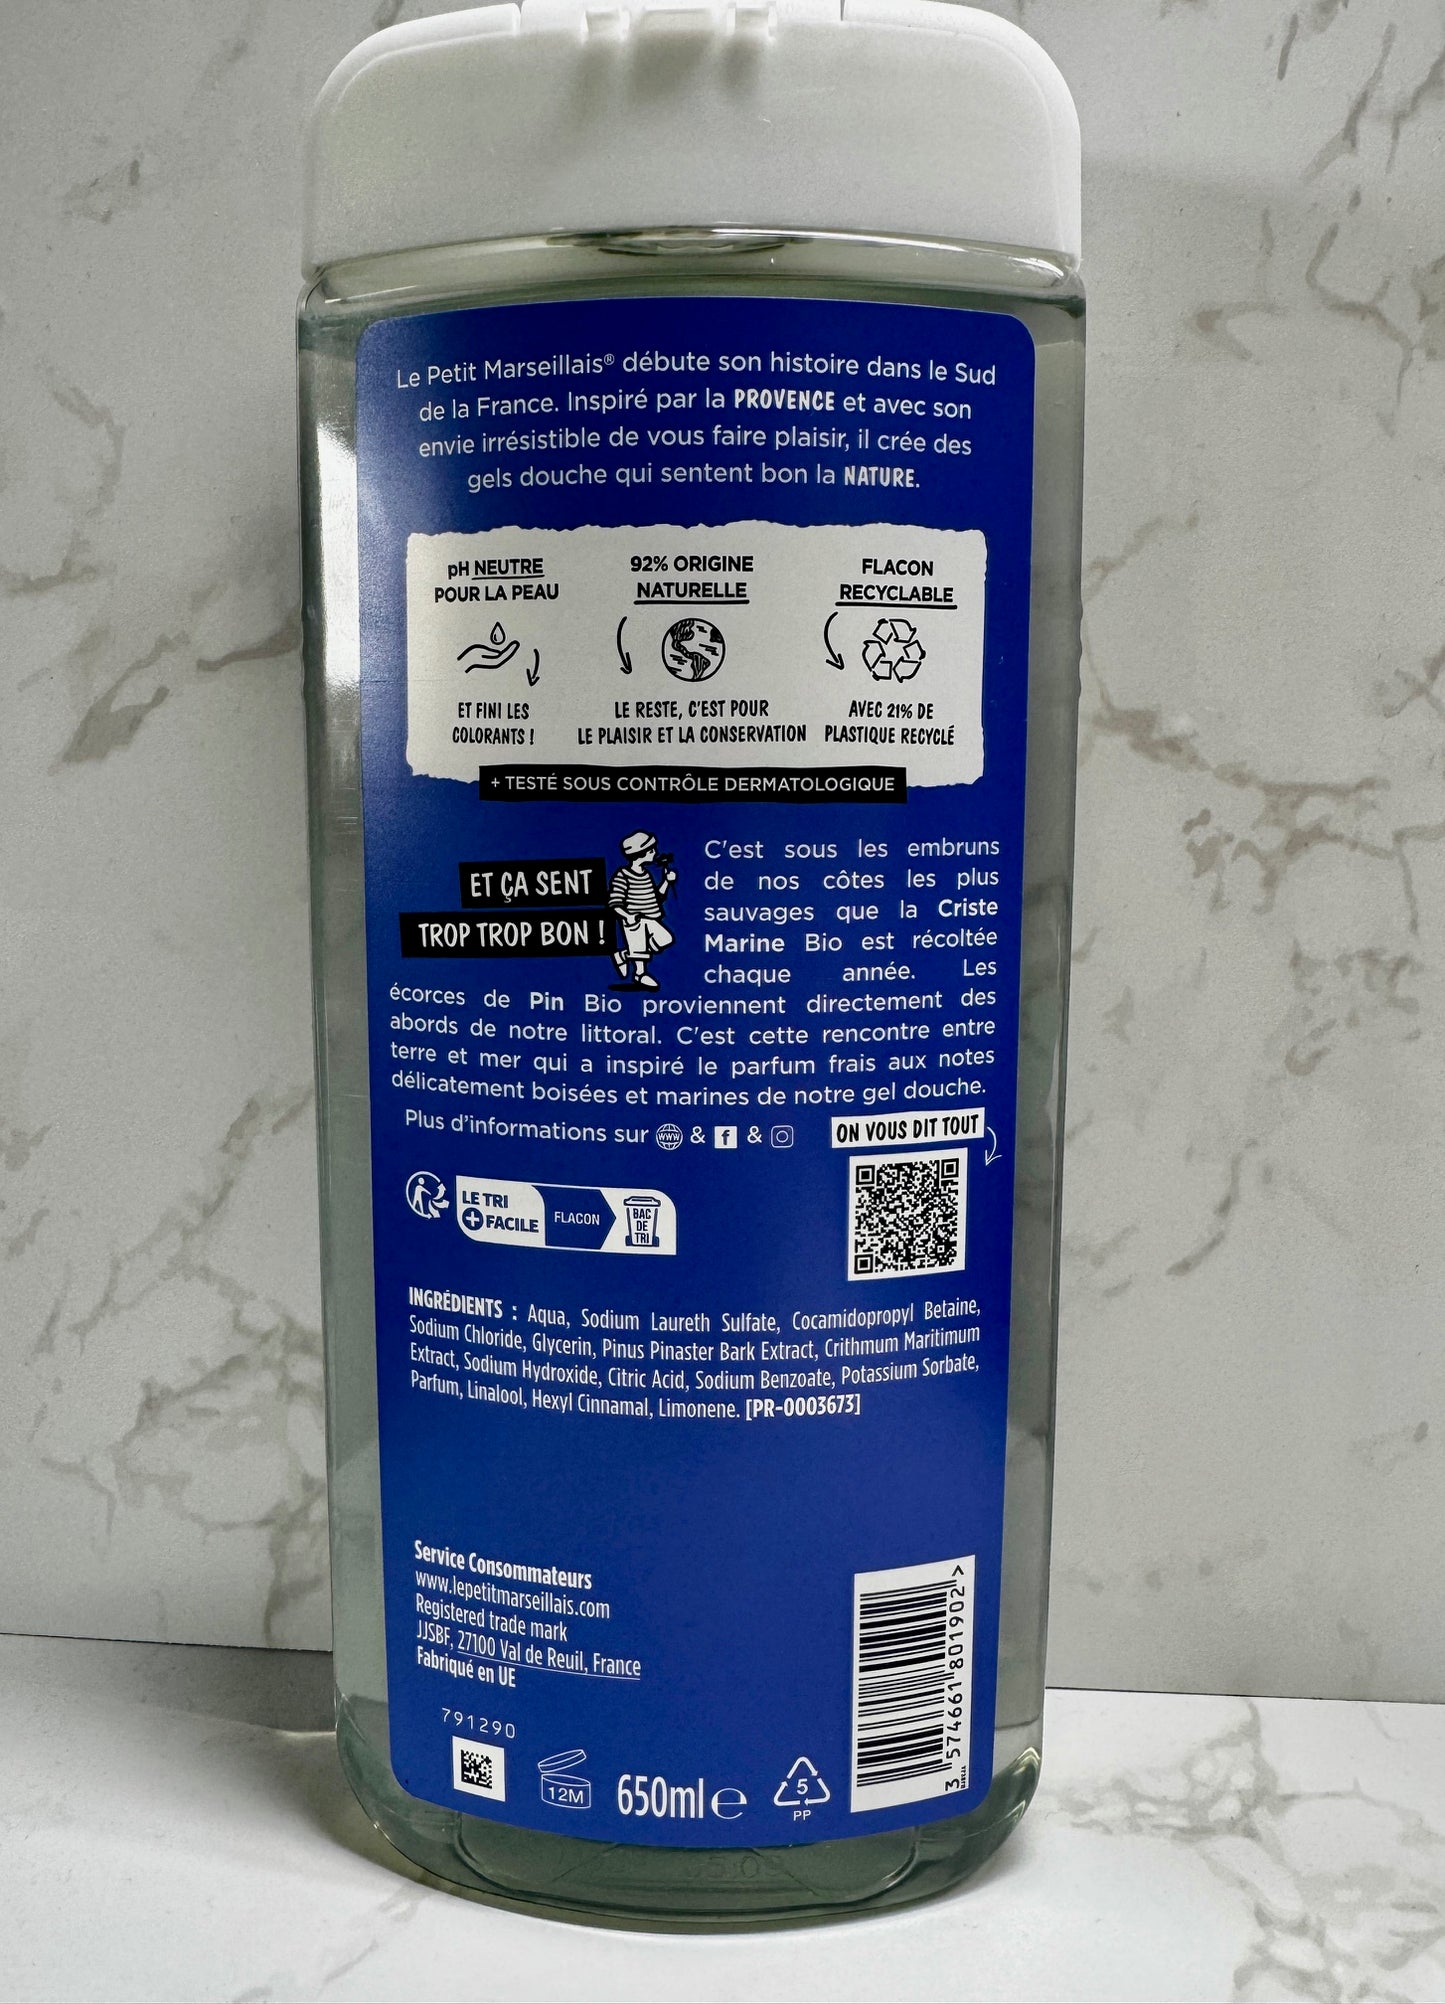 Le Petit Marseillais® débute son histoire dans le Sud
de la France. Inspiré par la PROVENCE et avec son
envie irrésistible de vous faire plaisir, il crée des
gels douche qui sentent bon la NATURE.
pH NEUTRE
POUR LA PEAU
ET FINI LES
COLORANTS !
92% ORIGINE
NATURELLE
LE RESTE, C'EST POUR
LE PLAISIR ET LA CONSERVATION
FLACON
RECYCLABLE
AVEC 21% DE
PLASTIQUE RECYCLÉ
+ TESTÉ SOUS CONTRÔLE DERMATOLOGIQUE
ET ÇA SENT
TROP TROP BON !
C'est sous les embruns
de nos côtes les plus
sauvages que la Criste
Marine Bio est récoltée
chaque année. Les
écorces de Pin Bio proviennent directement des
abords de notre littoral. C'est cette rencontre entre
terre et mer qui a inspiré le parfum frais aux notes
délicatement boisées et marines de notre gel douche.
Plus d'informations sur www & f &
ON VOUS DIT TOUT
LE TRI
+ FACILE
FLACON
BAC
DE
TRI
INGRÉDIENTS : Aqua, Sodium Laureth Sulfate, Cocamidopropyl Betaine,
Sodium Chloride, Glycerin, Pinus Pinaster Bark Extract, Crithmum Maritimum
Extract, Sodium Hydroxide, Citric Acid, Sodium Benzoate, Potassium Sorbate,
Parfum, Linalool, Hexyl Cinnamal, Limonene. [PR-0003673]
Service Consommateurs
www.lepetitmarseillais.com
Registered trade mark
JJSBF, 27100 Val de Reuil, France
Fabriqué en UE
791290
12M
650ml e
5
PP
3 574661 801902 >